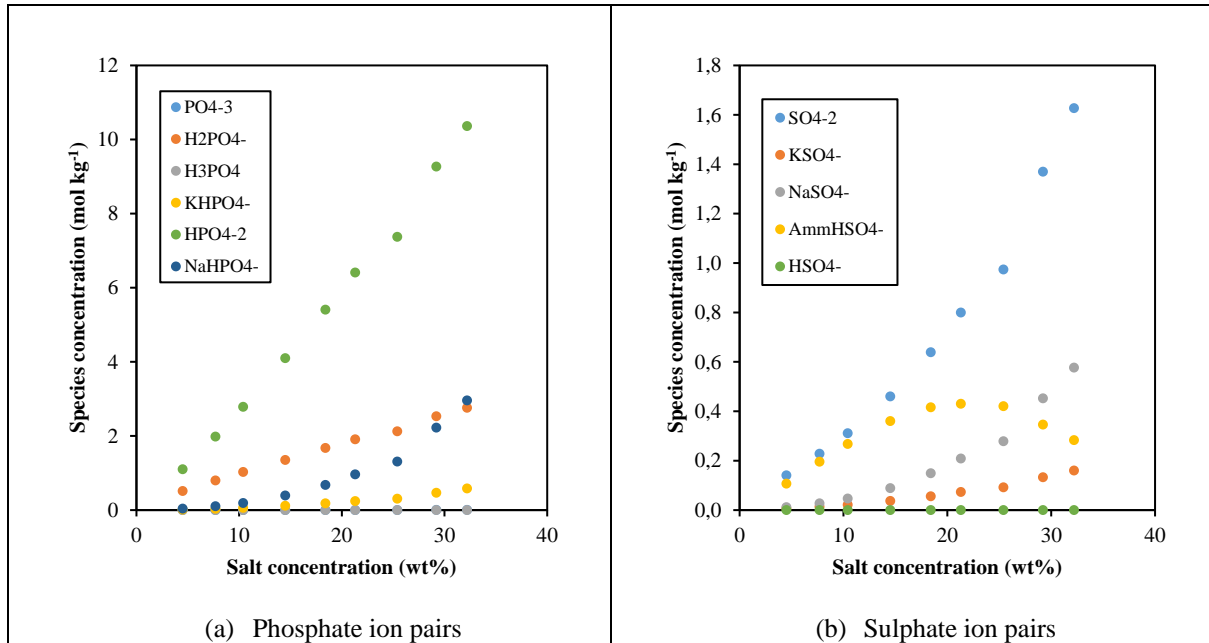 12
10
8
6
4
2
0
Species concentration (mol kg-1)
PO4-3
H2PO4-
H3PO4
KHPO4-
HPO4-2
NaHPO4-
0 10 20 30 40
Salt concentration (wt%)
(a) Phosphate ion pairs
1,8
1,6
1,4
1,2
1,0
0,8
0,6
0,4
0,2
0,0
Species concentration (mol kg-1)
SO4-2
KSO4-
NaSO4-
AmmHSO4-
HSO4-
0 10 20 30 40
Salt concentration (wt%)
(b) Sulphate ion pairs